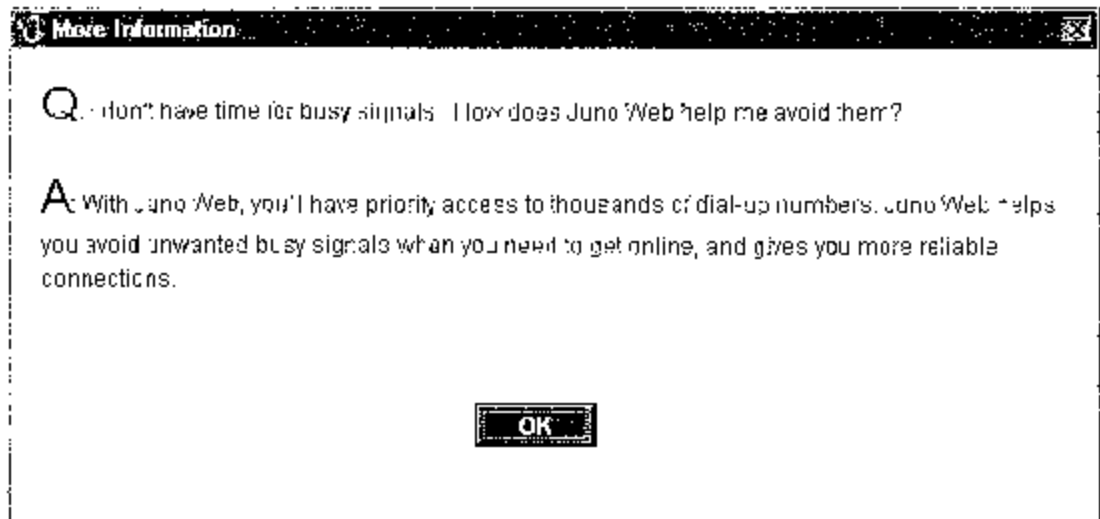 More Information
Q: I don't have time for busy signals. How does Juno Web help me avoid them?
A: With Juno Web, you'll have priority access to thousands of dial-up numbers. Juno Web helps
you avoid unwanted busy signals when you need to get online, and gives you more reliable
connections.
OK